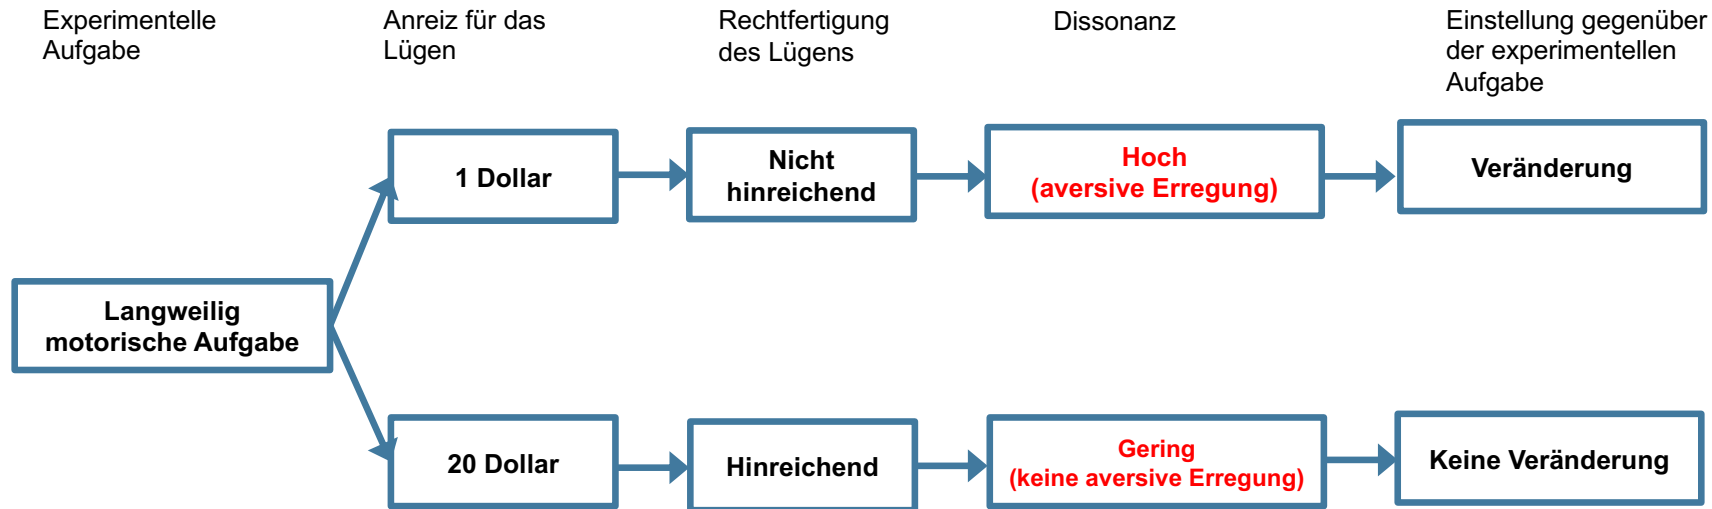 Experimentelle
Aufgabe
Anreiz für das
Lügen
Rechtfertigung
des Lügens
Dissonanz
Einstellung gegenüber
der experimentellen
Aufgabe
1 Dollar
Nicht
hinreichend
Hoch
(aversive Erregung)
Veränderung
Langweilig
motorische Aufgabe
20 Dollar
Hinreichend
Gering
(keine aversive Erregung)
Keine Veränderung